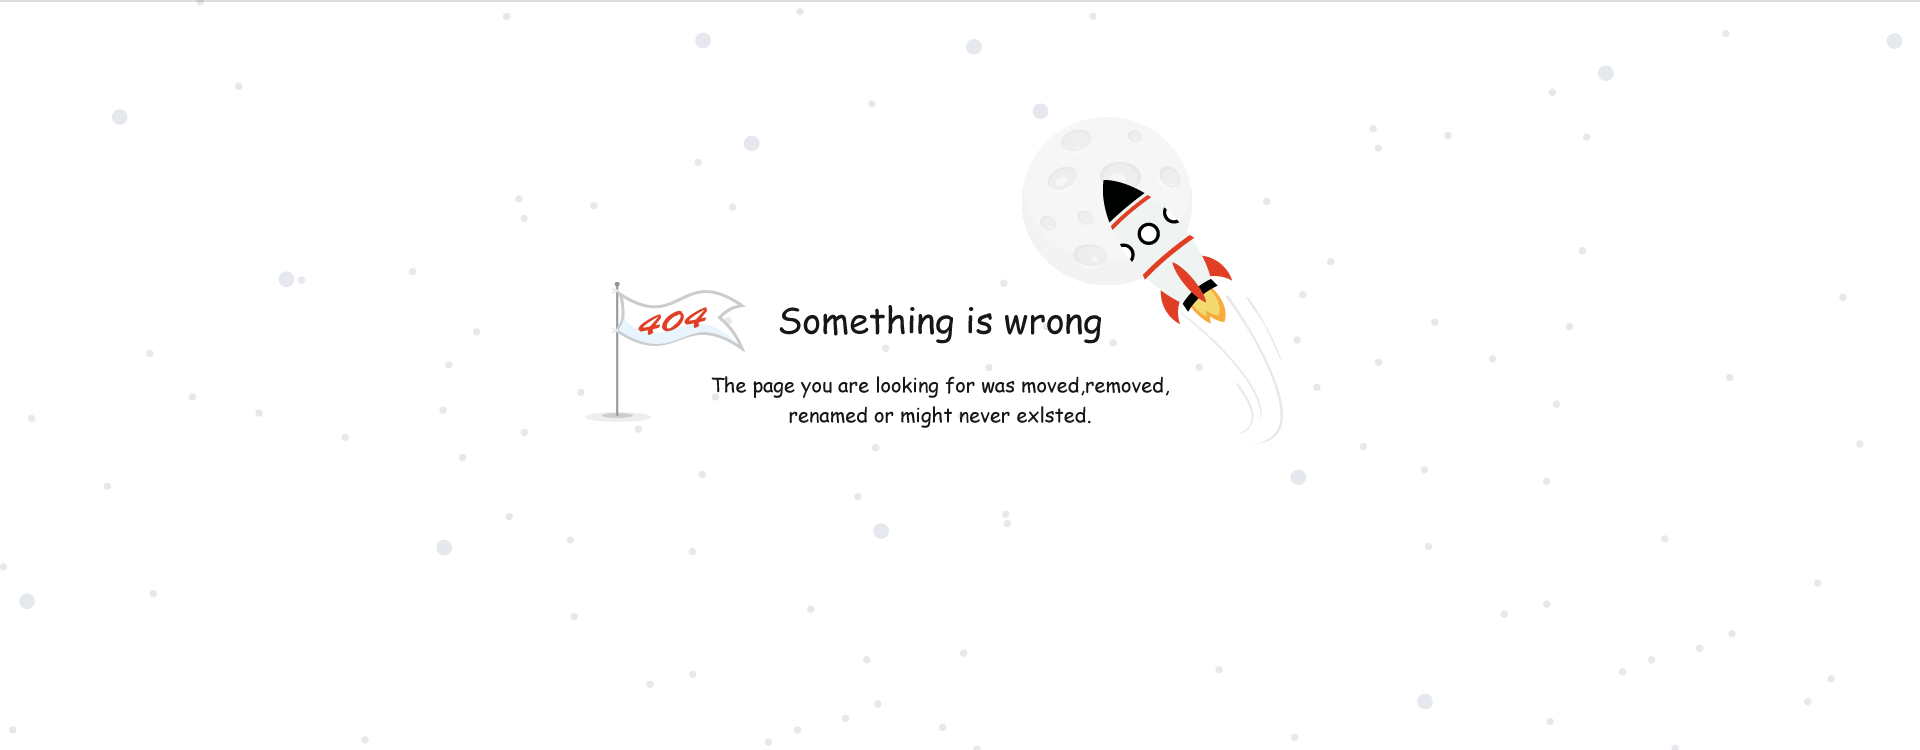 404
Something is wrong
The page you are looking for was moved,removed,
renamed or might never exlsted.